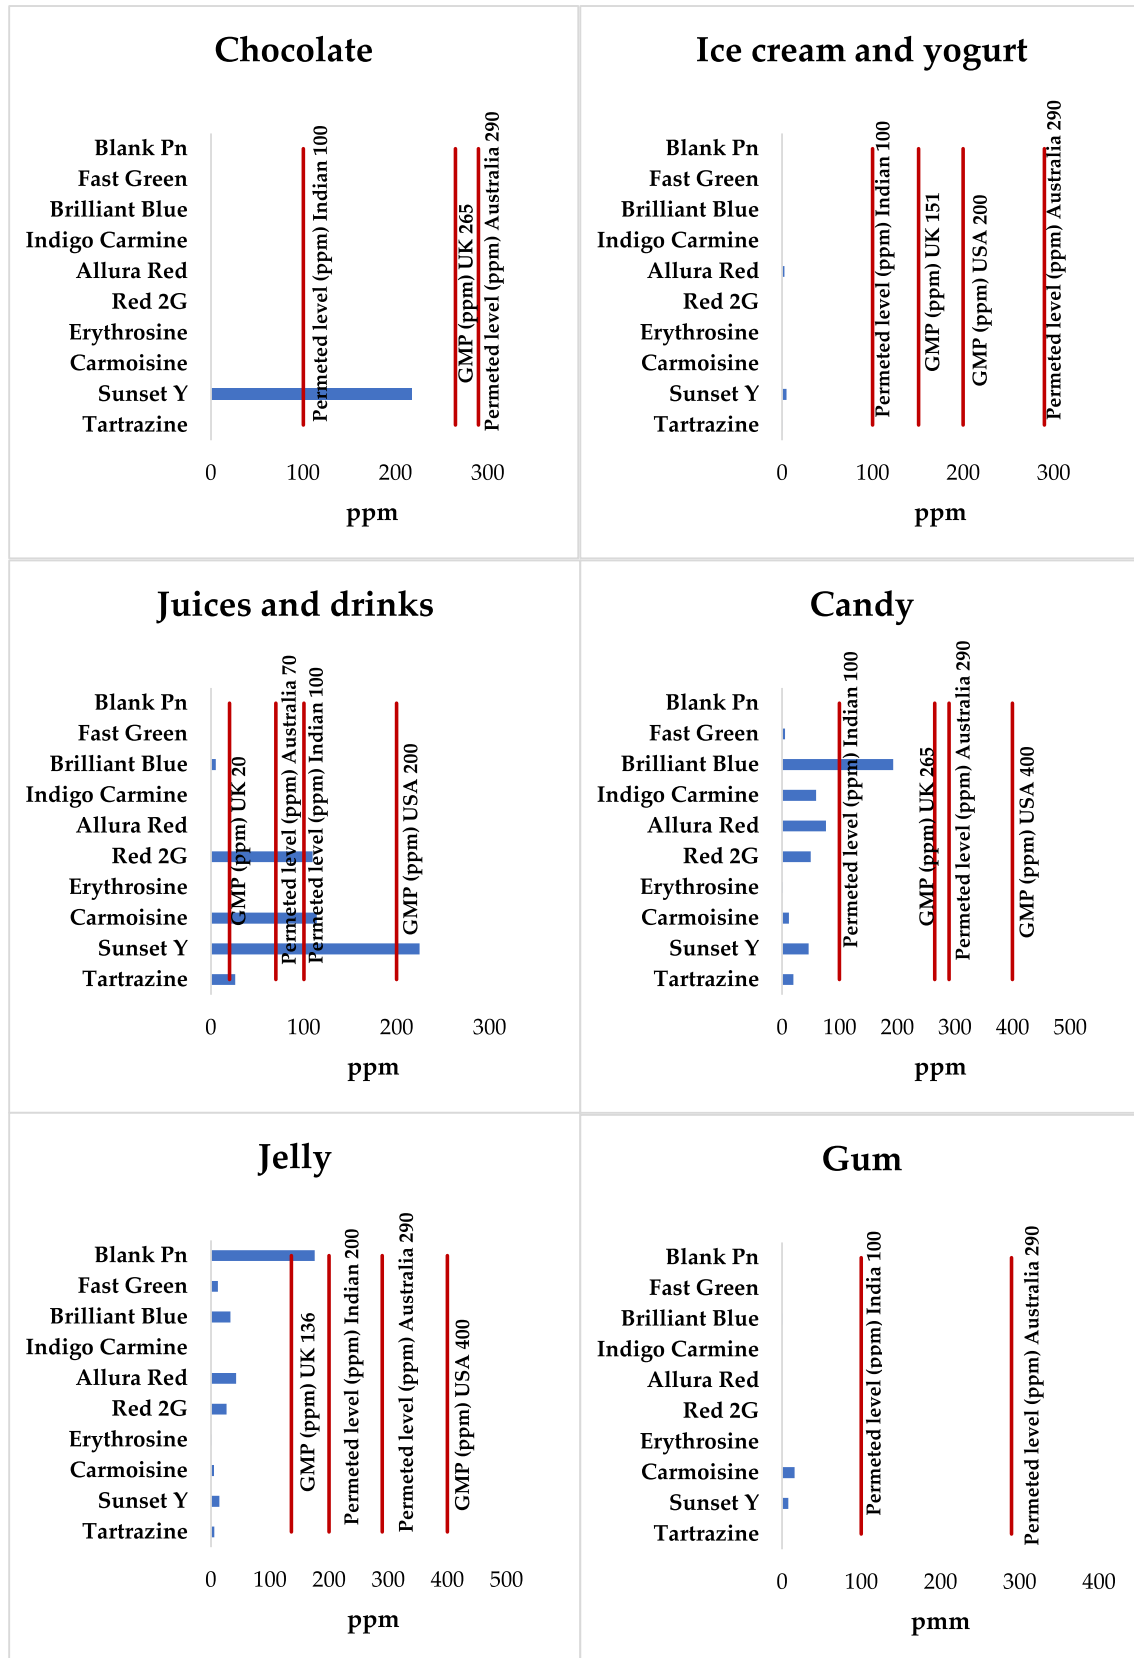 Chocolate
Blank Pn
Fast Green
Brilliant Blue
Indigo Carmine
Allura Red
Red 2G
Erythrosine
Carmoisine
Sunset Y
Tartrazine
Permeted level (ppm) Indian 100
GMP (ppm) UK 265
Permeted level (ppm) Australia 290
0 100 200 300
ppm
Ice cream and yogurt
Blank Pn
Fast Green
Brilliant Blue
Indigo Carmine
Allura Red
Red 2G
Erythrosine
Carmoisine
Sunset Y
Tartrazine
Permeted level (ppm) Indian 100
GMP (ppm) UK 151
GMP (ppm) USA 200
Permeted level (ppm) Australia 290
0 100 200 300
ppm
Juices and drinks
Blank Pn
Fast Green
Brilliant Blue
Indigo Carmine
Allura Red
Red 2G
Erythrosine
Carmoisine
Sunset Y
Tartrazine
GMP (ppm) UK 20
Permeted level (ppm) Australia 70
Permeted level (ppm) Indian 100
GMP (ppm) USA 200
0 100 200 300
ppm
Candy
Blank Pn
Fast Green
Brilliant Blue
Indigo Carmine
Allura Red
Red 2G
Erythrosine
Carmoisine
Sunset Y
Tartrazine
Permeted level (ppm) Indian 100
GMP (ppm) UK 265
Permeted level (ppm) Australia 290
GMP (ppm) USA 400
0 100 200 300 400 500
ppm
Jelly
Blank Pn
Fast Green
Brilliant Blue
Indigo Carmine
Allura Red
Red 2G
Erythrosine
Carmoisine
Sunset Y
Tartrazine
GMP (ppm) UK 136
Permeted level (ppm) Indian 200
Permeted level (ppm) Australia 290
GMP (ppm) USA 400
0 100 200 300 400 500
ppm
Gum
Blank Pn
Fast Green
Brilliant Blue
Indigo Carmine
Allura Red
Red 2G
Erythrosine
Carmoisine
Sunset Y
Tartrazine
Permeted level (ppm) India 100
Permeted level (ppm) Australia 290
0 100 200 300 400
pmm